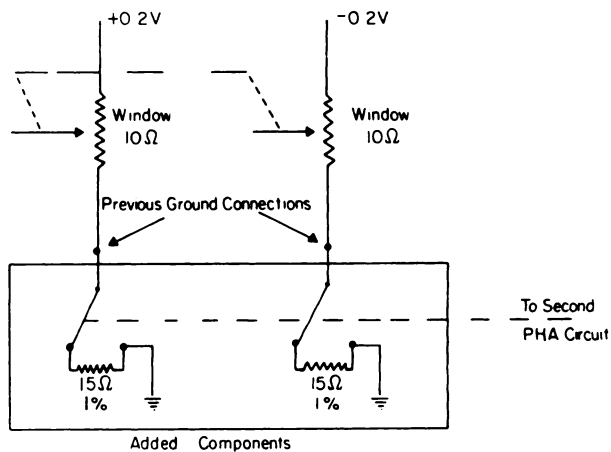 +0.2V
-0.2V
Window
10Ω
Window
10Ω
Previous Ground Connections
To Second
PHA Circuit
15Ω
1%
15Ω
1%
Added Components